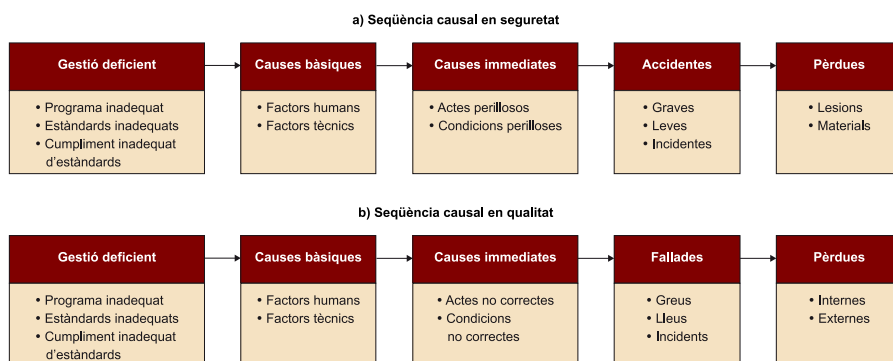 a) Seqüència causal en seguretat
Gestió deficient
• Programa inadequat
• Estàndards inadequats
• Cumpliment inadequat
d'estàndards
Causes bàsiques
• Factors humans
• Factors tècnics
Causes immediates
• Actes perillosos
• Condicions perilloses
Accidentes
• Graves
• Leves
• Incidentes
Pèrdues
• Lesions
• Materials
b) Seqüència causal en qualitat
Gestió deficient
• Programa inadequat
• Estàndards inadequats
• Cumpliment inadequat
d'estàndards
Causes bàsiques
• Factors humans
• Factors tècnics
Causes immediates
• Actes no correctes
• Condicions
no correctes
Fallades
• Greus
• Lleus
• Incidents
Pèrdues
• Internes
• Externes